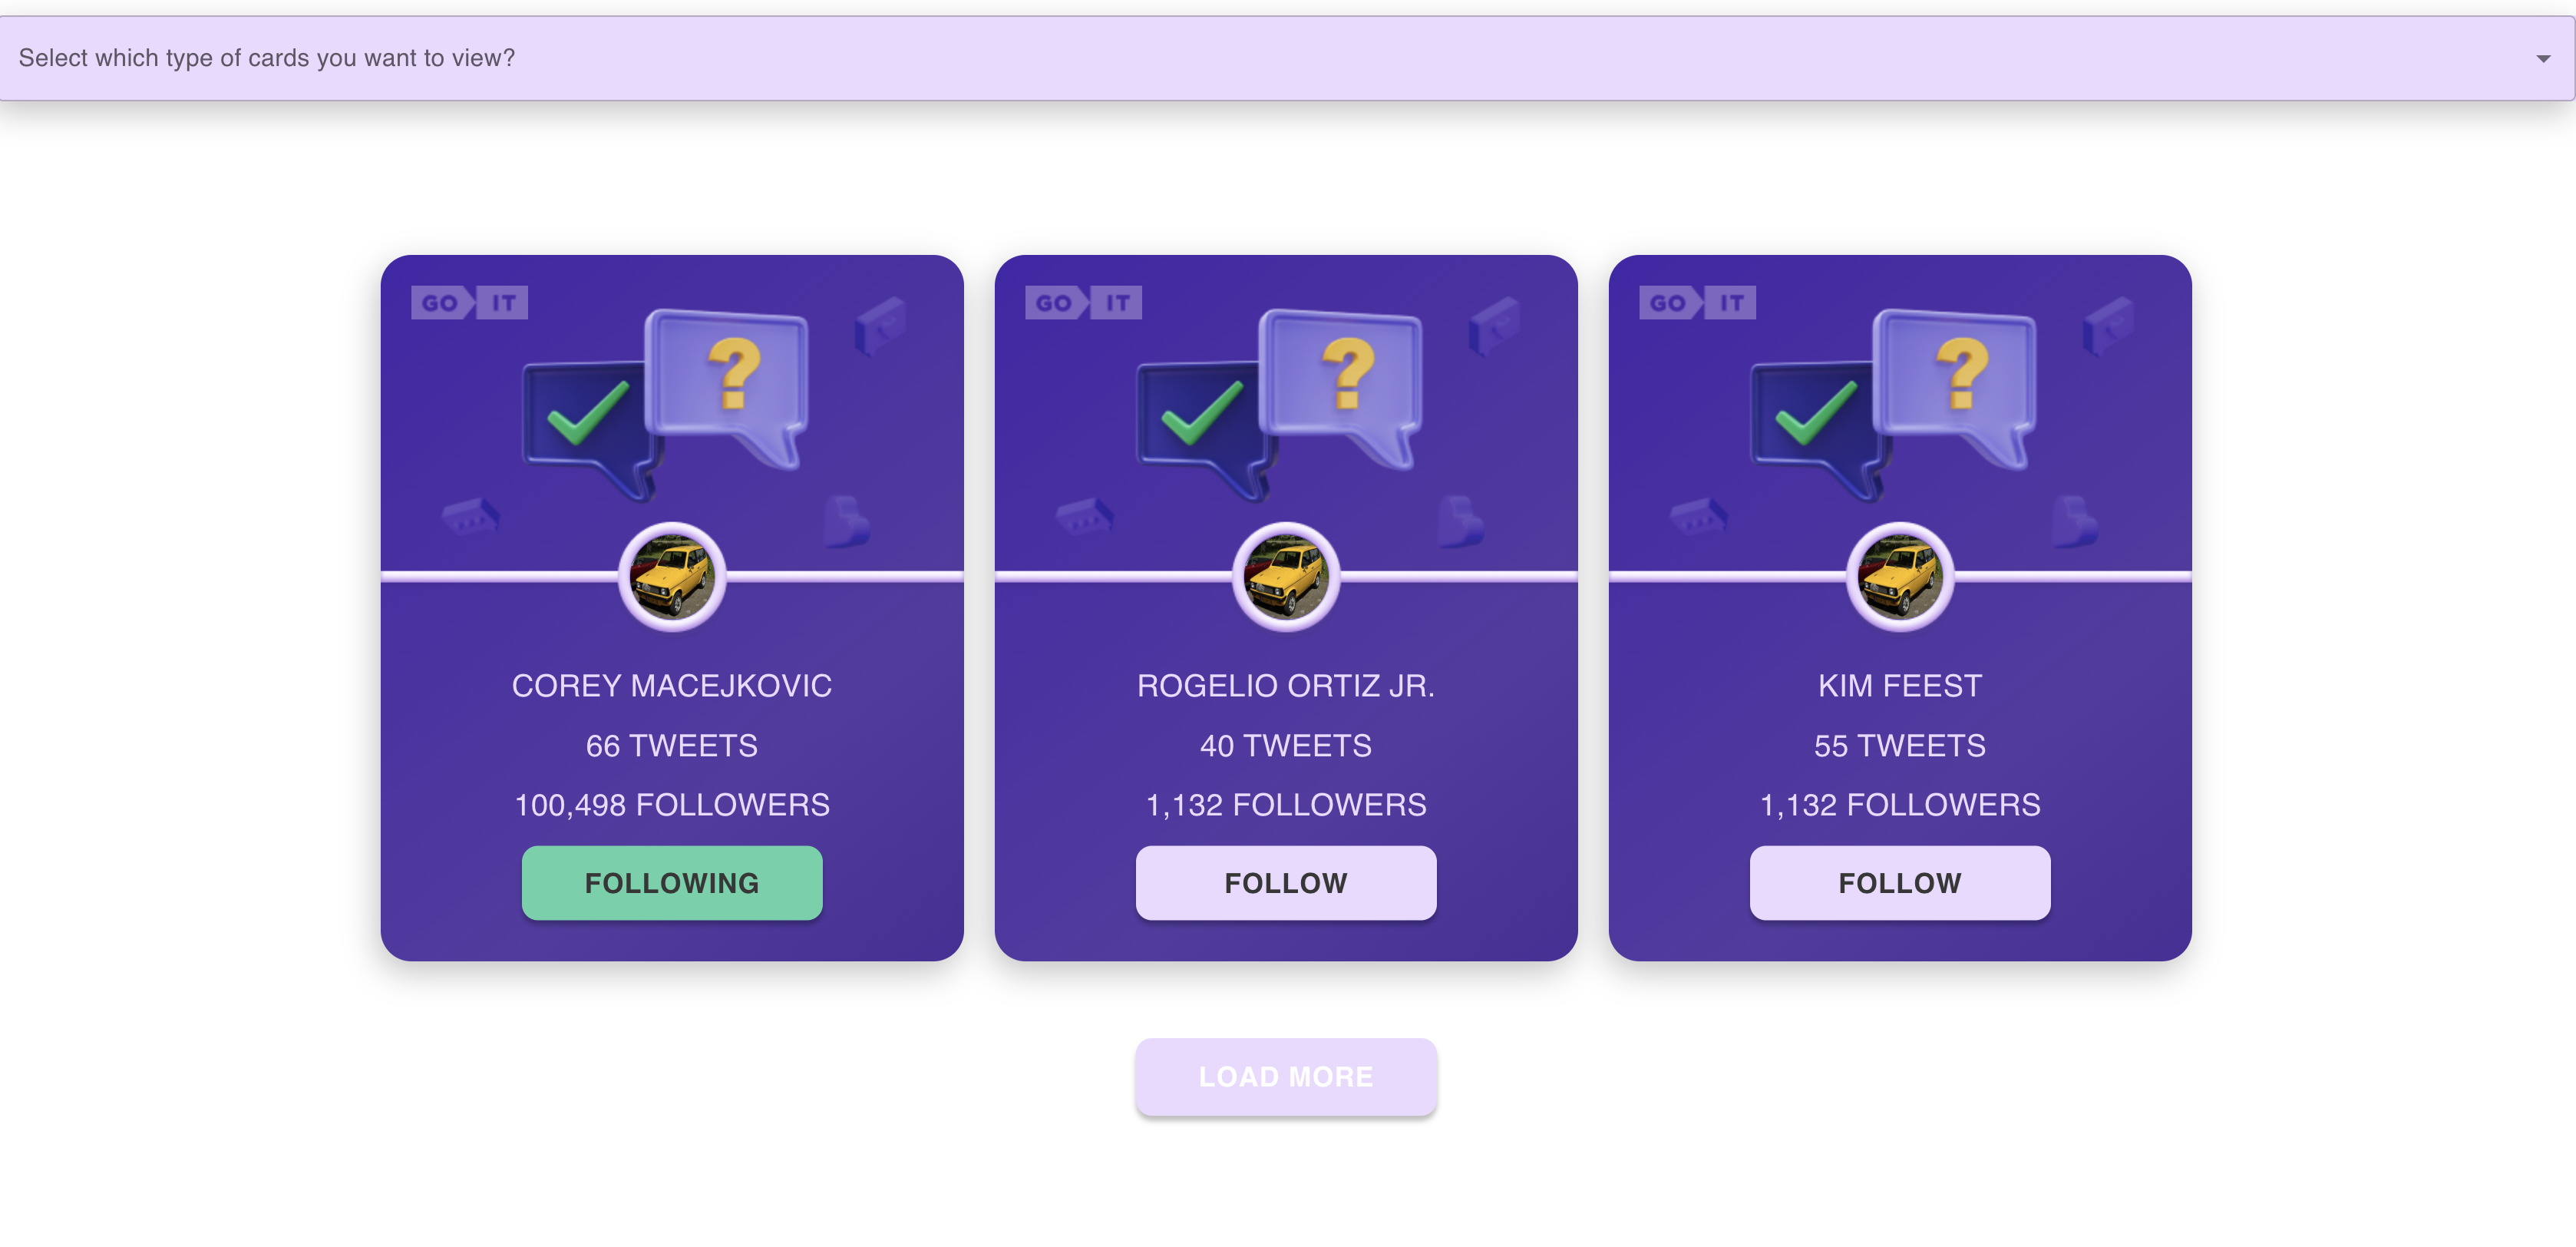 Select which type of cards you want to view?
GO IT
GO IT
GO IT
COREY MACEJKOVIC
66 TWEETS
100,498 FOLLOWERS
FOLLOWING
ROGELIO ORTIZ JR.
40 TWEETS
1,132 FOLLOWERS
FOLLOW
KIM FEEST
55 TWEETS
1,132 FOLLOWERS
FOLLOW
LOAD MORE